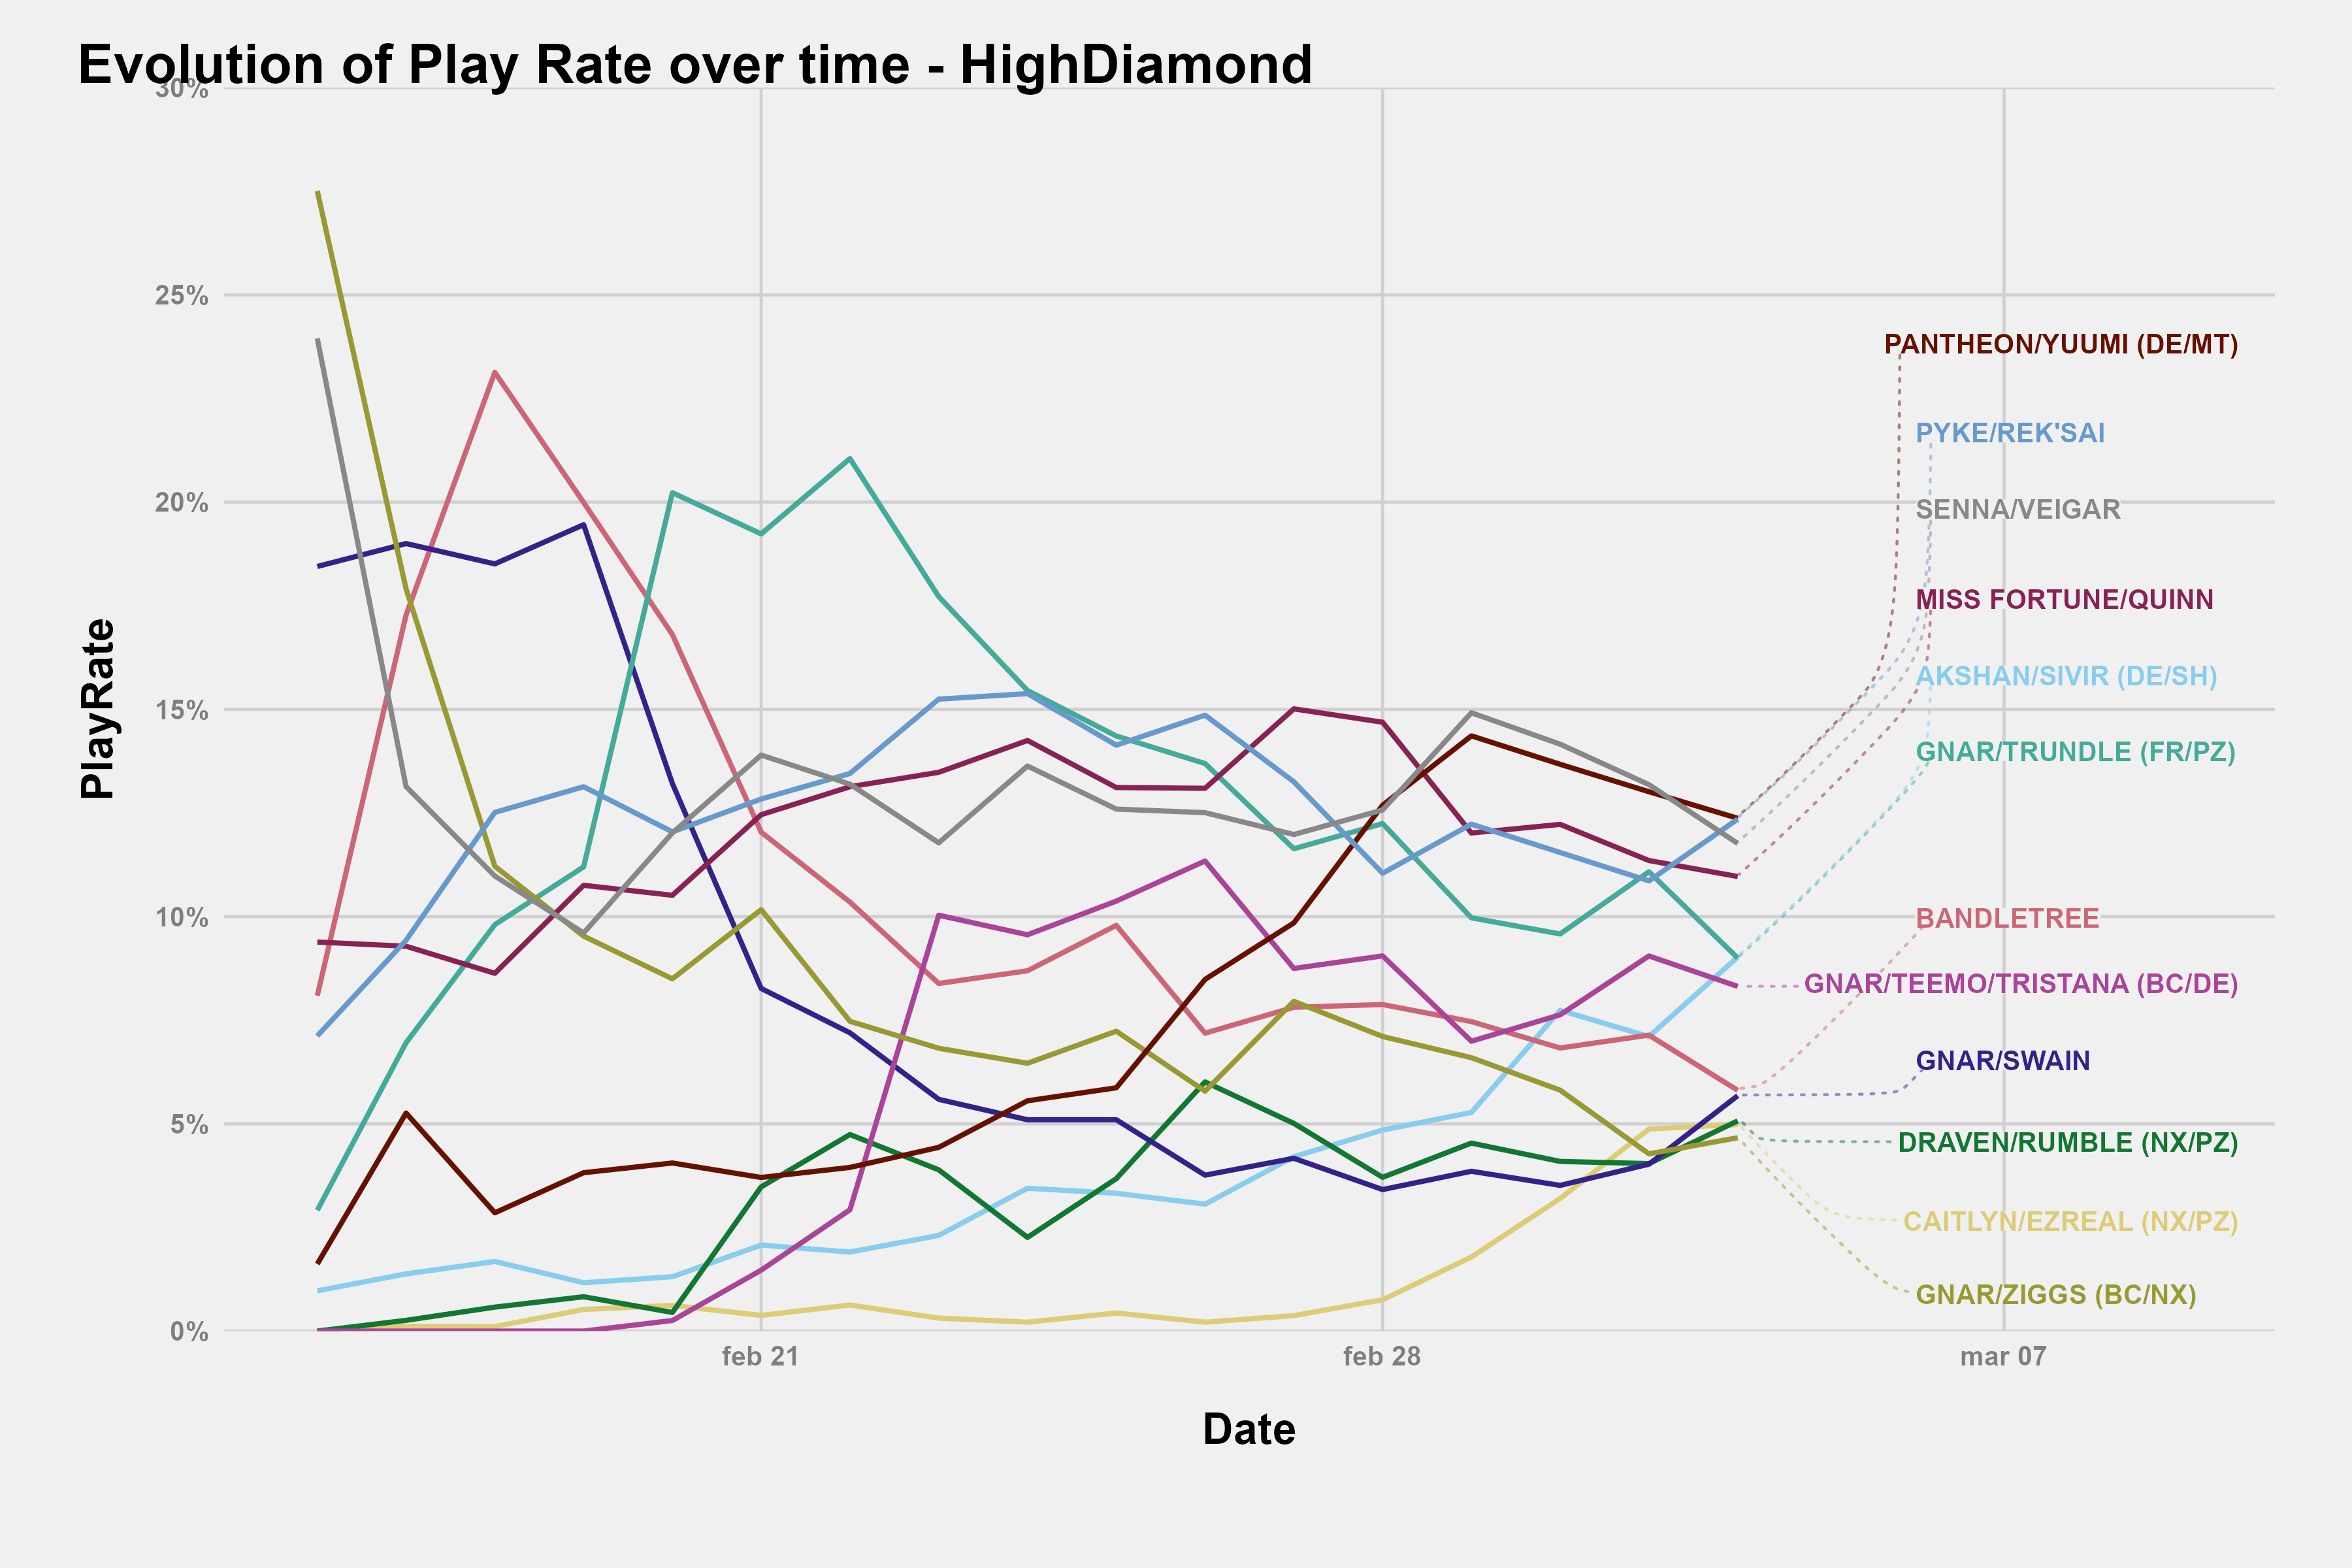 Evolution of Play Rate over time - HighDiamond
30%
25%
20%
15%
10%
5%
0%
PlayRate
PANTHEON/YUUMI (DE/MT)
PYKE/REK'SAI
SENNA/VEIGAR
MISS FORTUNE/QUINN
AKSHAN/SIVIR (DE/SH)
GNAR/TRUNDLE (FR/PZ)
BANDLETREE
GNAR/TEEMO/TRISTANA (BC/DE)
GNAR/SWAIN
DRAVEN/RUMBLE (NX/PZ)
CAITLYN/EZREAL (NX/PZ)
GNAR/ZIGGS (BC/NX)
feb 21
feb 28
mar 07
Date